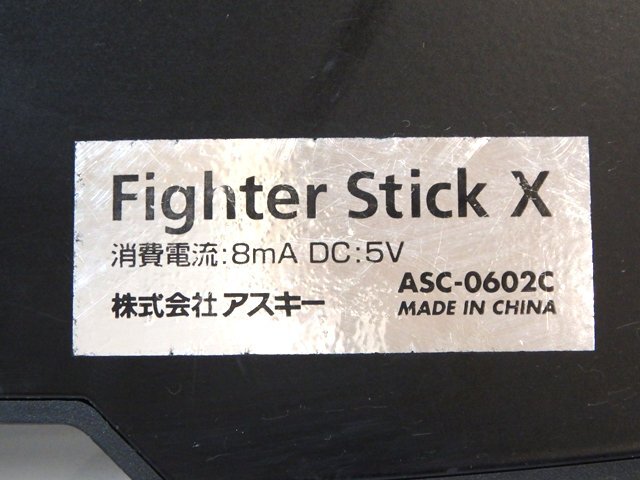 Fighter Stick X
消費電流:8mA DC:5V
ASC-0602C
株式会社アスキー
MADE IN CHINA